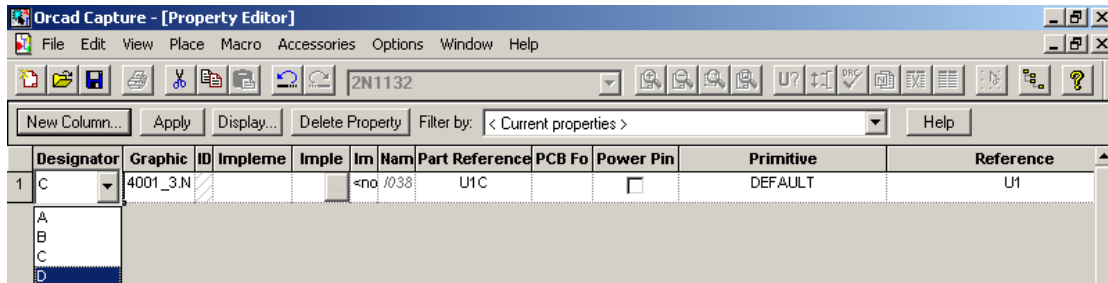 Orcad Capture - [Property Editor]
File Edit View Place Macro Accessories Options Window Help
2N1132 U? DRC
New Column... Apply Display... Delete Property Filter by: < Current properties > Help
Designator Graphic ID Impleme Imple Im Nam Part Reference PCB Fo Power Pin Primitive Reference
1 C 4001_3.N ... <no /038 U1C DEFAULT U1
A
B
C
D